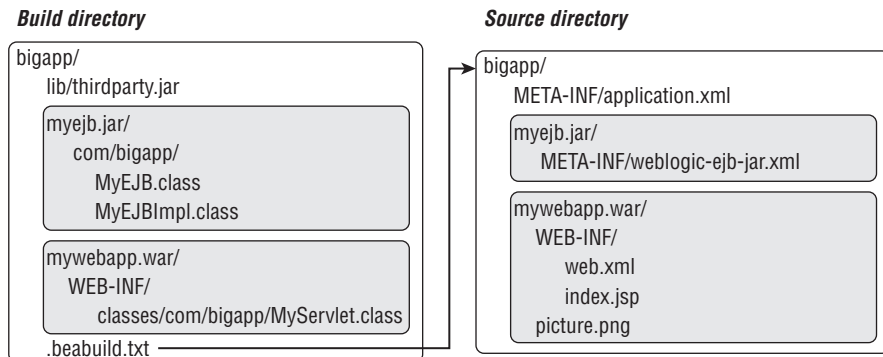 Build directory
bigapp/
lib/thirdparty.jar
myejb.jar/
com/bigapp/
MyEJB.class
MyEJBImpl.class
mywebapp.war/
WEB-INF/
classes/com/bigapp/MyServlet.class
.beabuild.txt
Source directory
bigapp/
META-INF/application.xml
myejb.jar/
META-INF/weblogic-ejb-jar.xml
mywebapp.war/
WEB-INF/
web.xml
index.jsp
picture.png